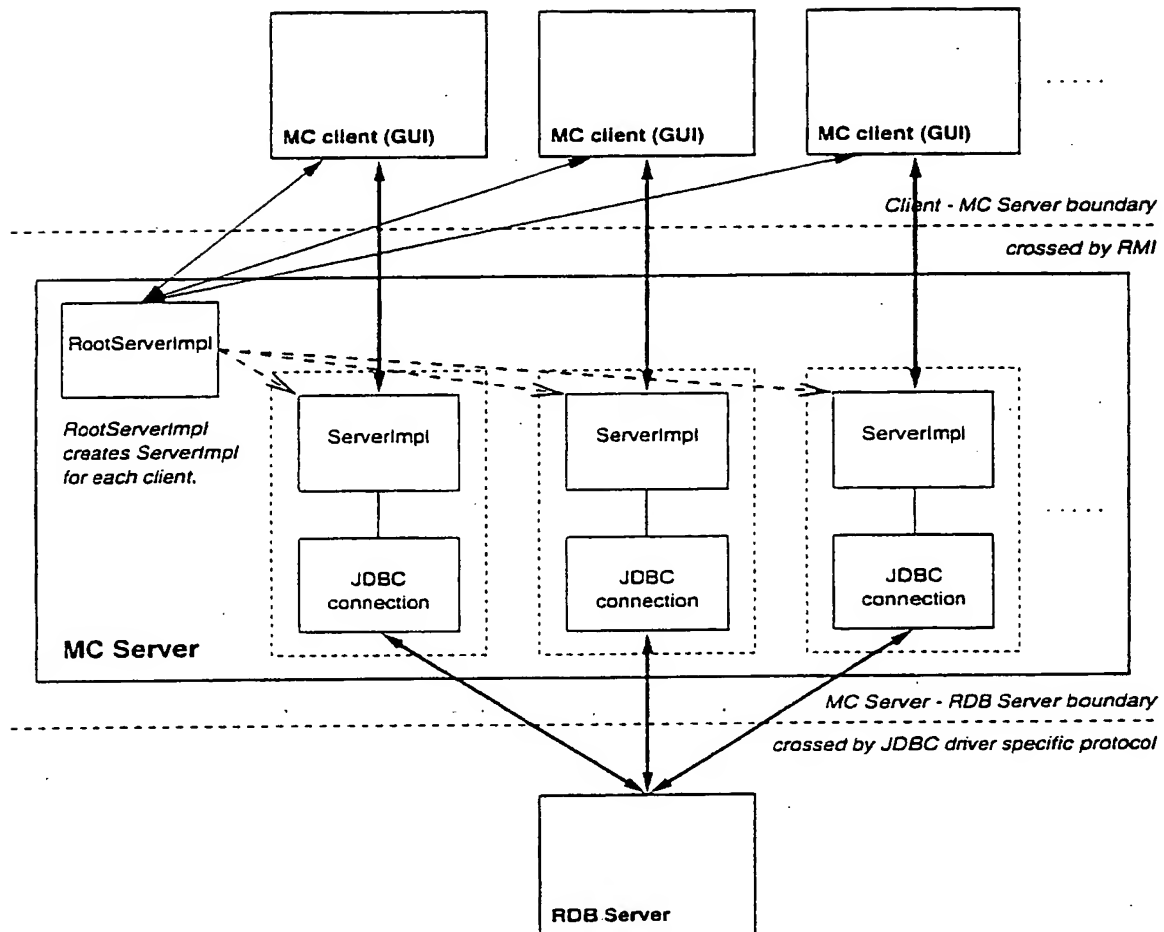 MC client (GUI)
MC client (GUI)
MC client (GUI)
. . . . .
Client - MC Server boundary
crossed by RMI
RootServerImpl
RootServerImpl
creates ServerImpl
for each client.
ServerImpl
ServerImpl
ServerImpl
. . . . .
JDBC
connection
JDBC
connection
JDBC
connection
MC Server
MC Server - RDB Server boundary
crossed by JDBC driver specific protocol
RDB Server